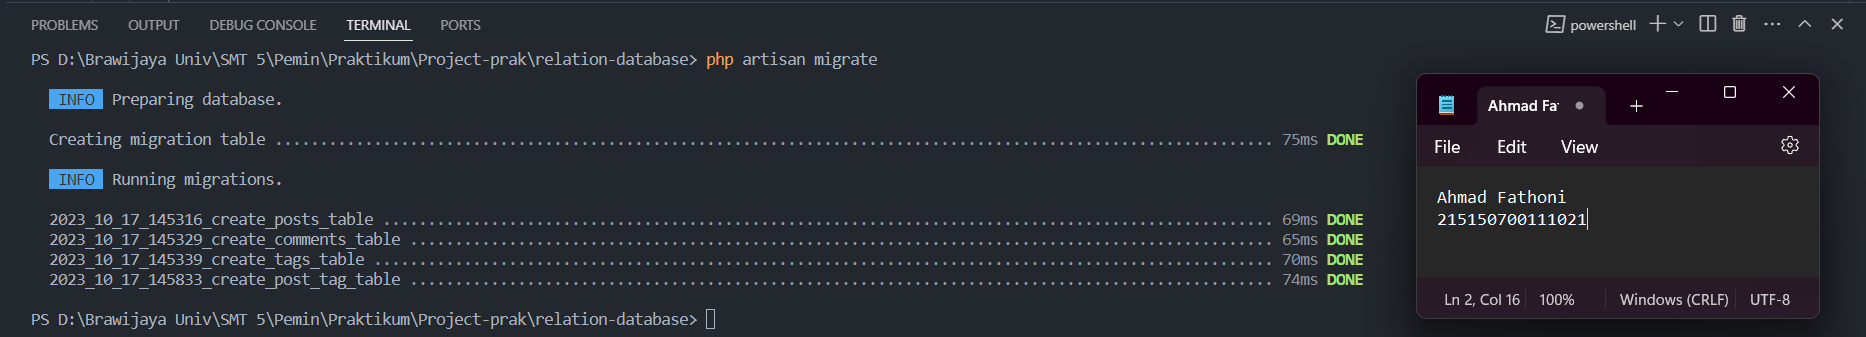 PROBLEMS OUTPUT DEBUG CONSOLE TERMINAL PORTS powershell
PS D:\Brawijaya Univ\SMT 5\Pemin\Praktikum\Project-prak\relation-database> php artisan migrate
INFO Preparing database.
Creating migration table ............................................................................................................... 75ms DONE
INFO Running migrations.
2023_10_17_145316_create_posts_table ................................................................................................... 69ms DONE
2023_10_17_145329_create_comments_table ................................................................................................ 65ms DONE
2023_10_17_145339_create_tags_table .................................................................................................... 70ms DONE
2023_10_17_145833_create_post_tag_table ................................................................................................ 74ms DONE
PS D:\Brawijaya Univ\SMT 5\Pemin\Praktikum\Project-prak\relation-database>
Ahmad Fa
File Edit View
Ahmad Fathoni
215150700111021
Ln 2, Col 16 100% Windows (CRLF) UTF-8